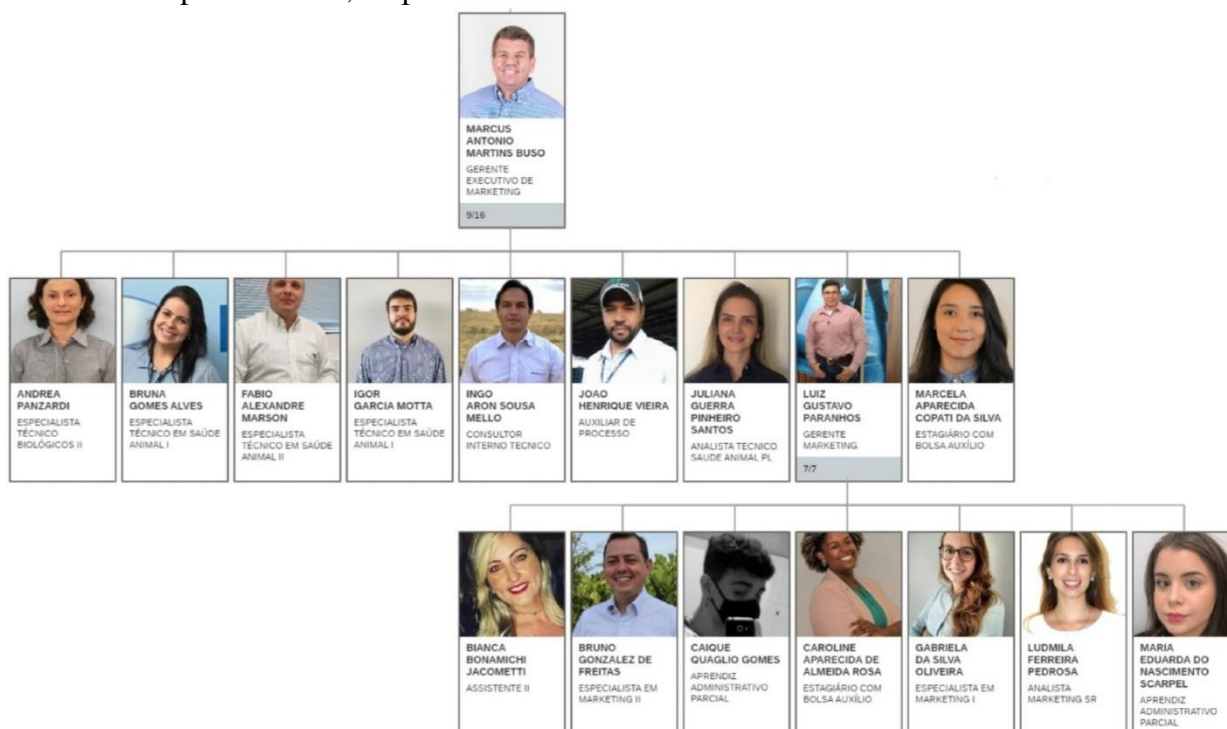 MARCUS
ANTONIO
MARTINS BUSO
GERENTE
EXECUTIVO DE
MARKETING
9/16
ANDREA
PANZARDI
ESPECIALISTA
TÉCNICO
BIOLÓGICOS II
BRUNA
GOMES ALVES
ESPECIALISTA
TÉCNICO EM SAÚDE
ANIMAL I
FABIO
ALEXANDRE
MARSON
ESPECIALISTA
TÉCNICO EM SAÚDE
ANIMAL II
IGOR
GARCIA MOTTA
ESPECIALISTA
TÉCNICO EM SAÚDE
ANIMAL I
INGO
ARON SOUSA
MELLO
CONSULTOR
INTERNO TECNICO
JOAO
HENRIQUE VIEIRA
AUXILIAR DE
PROCESSO
JULIANA
GUERRA
PINHEIRO
SANTOS
ANALISTA TECNICO
SAUDE ANIMAL PL
LUIZ
GUSTAVO
PARANHOS
GERENTE
MARKETING
7/7
MARCELA
APARECIDA
COPATI DA SILVA
ESTAGIÁRIO COM
BOLSA AUXÍLIO
BIANCA
BONAMICHI
JACOMETTI
ASSISTENTE II
BRUNO
GONZALEZ DE
FREITAS
ESPECIALISTA EM
MARKETING II
CAIQUE
QUAGLIO GOMES
APRENDIZ
ADMINISTRATIVO
PARCIAL
CAROLINE
APARECIDA DE
ALMEIDA ROSA
ESTAGIÁRIO COM
BOLSA AUXÍLIO
GABRIELA
DA SILVA
OLIVEIRA
ESPECIALISTA EM
MARKETING I
LUDMILA
FERREIRA
PEDROSA
ANALISTA
MARKETING SR
MARIA
EDUARDA DO
NASCIMENTO
SCARPEL
APRENDIZ
ADMINISTRATIVO
PARCIAL